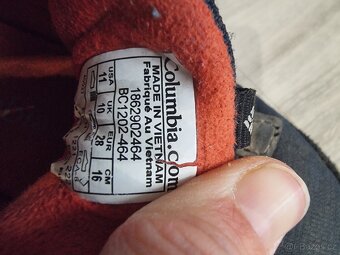 Columbia.com
MADE IN VIETNAM
Fabriqué Au Vietnam
1862902464
BC1202-464
USA UK EUR CM
11 10 28 16